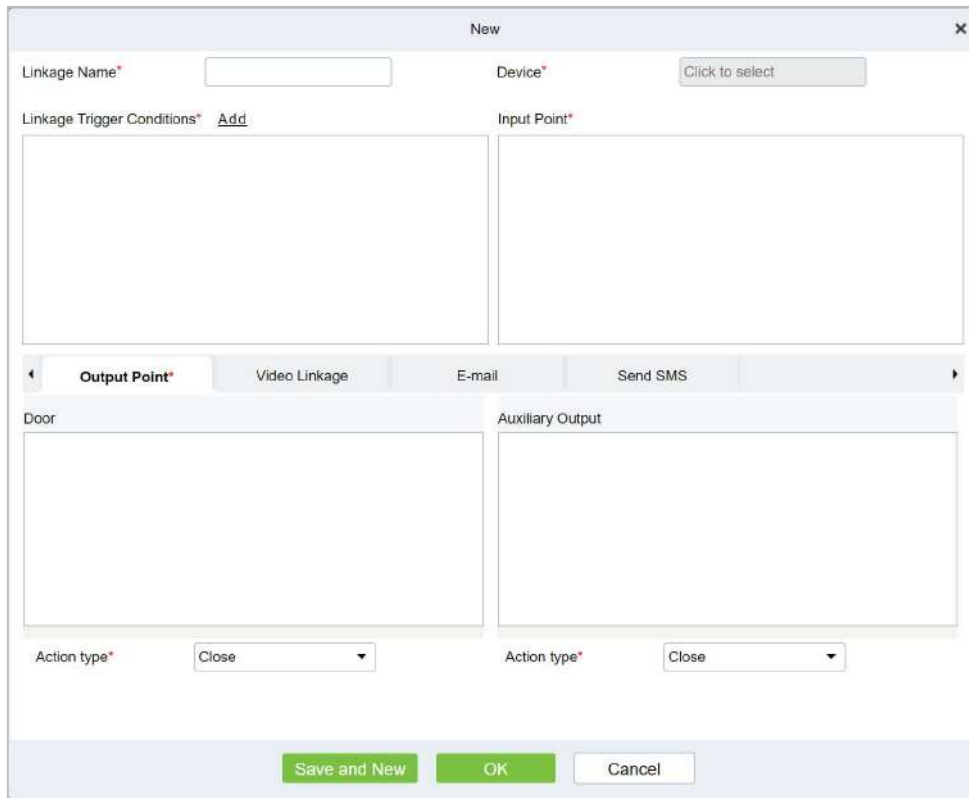 New
Linkage Name* Device* Click to select
Linkage Trigger Conditions* Add Input Point*
Output Point* Video Linkage E-mail Send SMS
Door Auxiliary Output
Action type* Close Action type* Close
Save and New OK Cancel